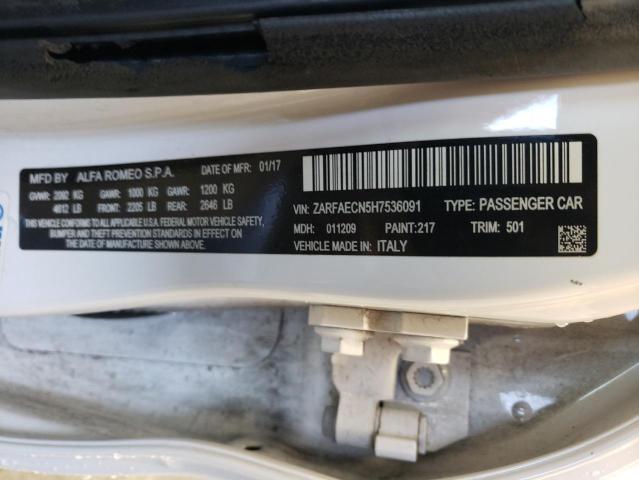 MFD BY ALFA ROMEO S.P.A. DATE OF MFR 01/17
GVWR: 2092 KG GAWR: 1000 KG GAWR: 1200 KG
4612 LB FRONT: 2205 LB REAR: 2646 LB
THIS VEHICLE CONFORMS TO ALL APPLICABLE U.S.A. FEDERAL MOTOR VEHICLE SAFETY,
BUMPER AND THEFT PREVENTION STANDARDS IN EFFECT ON
THE DATE OF MANUFACTURE SHOWN ABOVE.
VIN: ZARFAECN5H7536091 TYPE: PASSENGER CAR
MDH: 011209 PAINT: 217 TRIM: 501
VEHICLE MADE IN: ITALY